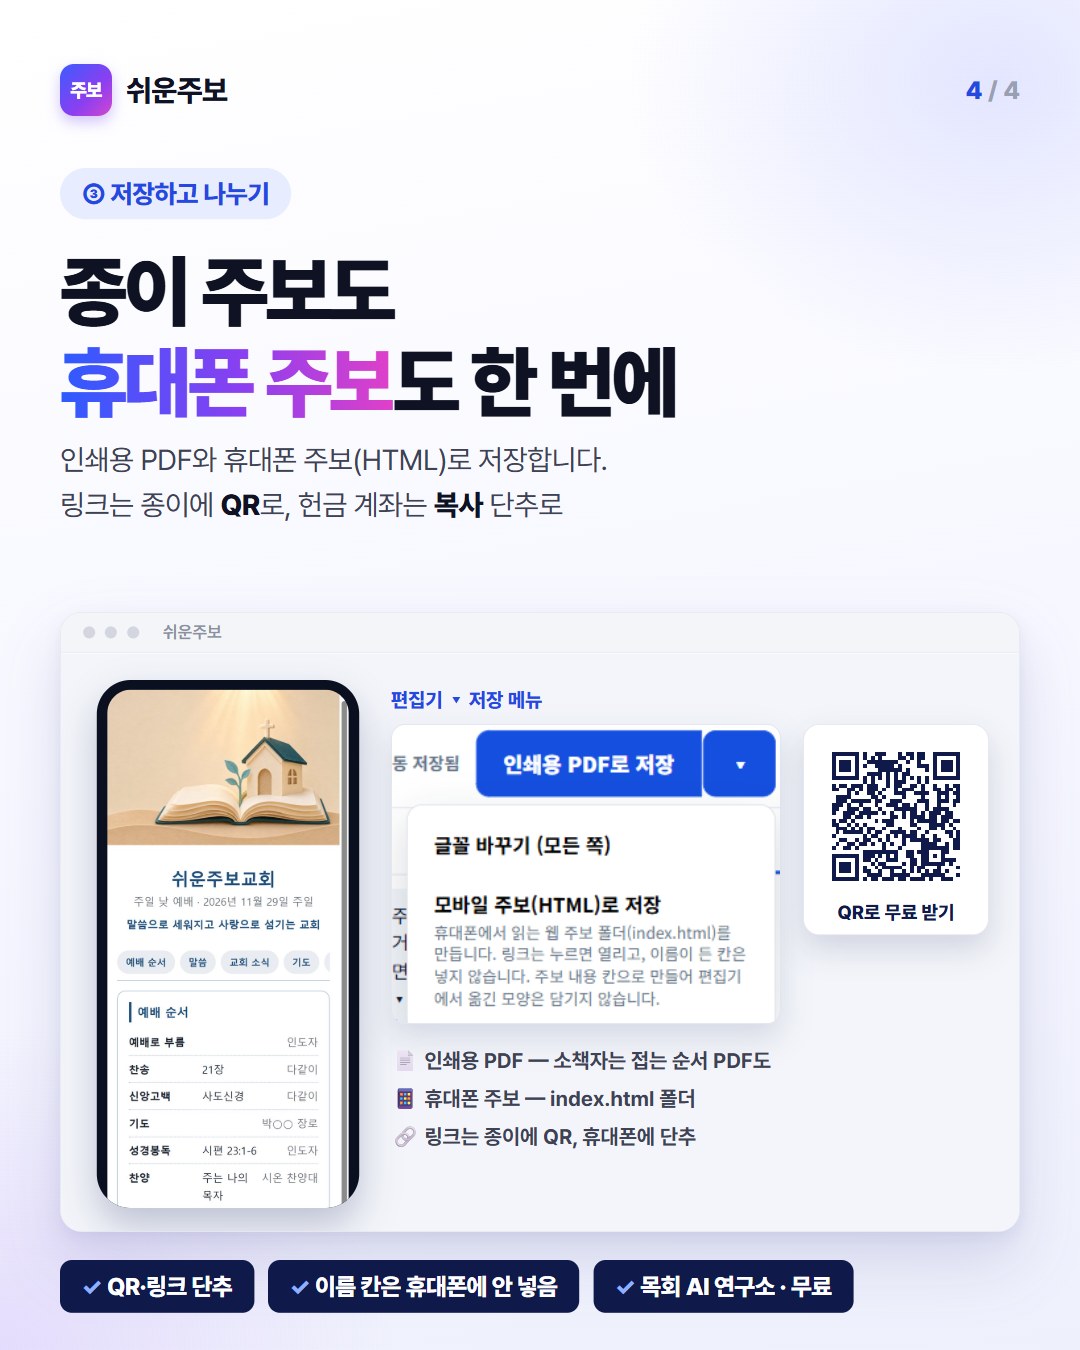 주보 쉬운주보
4 / 4
③ 저장하고 나누기
종이 주보도
휴대폰 주보도 한 번에
인쇄용 PDF와 휴대폰 주보(HTML)로 저장합니다.
링크는 종이에 QR로, 헌금 계좌는 복사 단추로
쉬운주보
쉬운주보교회
주일 낮 예배 · 2026년 11월 29일 주일
말씀으로 세워지고 사랑으로 섬기는 교회
예배 순서 말씀 교회 소식 기도
예배 순서
예배로 부름 인도자
찬송 21장 다같이
신앙고백 사도신경 다같이
기도 박○○ 장로
성경봉독 시편 23:1-6 인도자
찬양 주는 나의 시온 찬양대
목자
편집기 ▾ 저장 메뉴
동 저장됨 인쇄용 PDF로 저장 ▾
글꼴 바꾸기 (모든 쪽)
모바일 주보(HTML)로 저장
휴대폰에서 읽는 웹 주보 폴더(index.html)를
만듭니다. 링크는 누르면 열리고, 이름이 든 칸은
넣지 않습니다. 주보 내용 칸으로 만들어 편집기
에서 옮긴 모양은 담기지 않습니다.
주
거
면
QR로 무료 받기
인쇄용 PDF — 소책자는 접는 순서 PDF도
휴대폰 주보 — index.html 폴더
링크는 종이에 QR, 휴대폰에 단추
✓ QR·링크 단추
✓ 이름 칸은 휴대폰에 안 넣음
✓ 목회 AI 연구소 · 무료